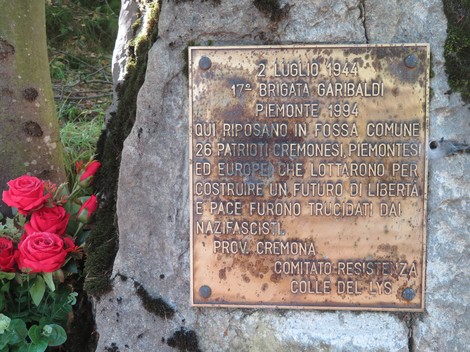 2 LUGLIO 1944
17ª BRIGATA GARIBALDI
PIEMONTE 1994
QUI RIPOSANO IN FOSSA COMUNE
26 PATRIOTI CREMONESI, PIEMONTESI
ED EUROPEI CHE LOTTARONO PER
COSTRUIRE UN FUTURO DI LIBERTÀ
E PACE FURONO TRUCIDATI DAI
NAZIFASCISTI.
PROV. CREMONA
COMITATO RESISTENZA
COLLE DEL LYS